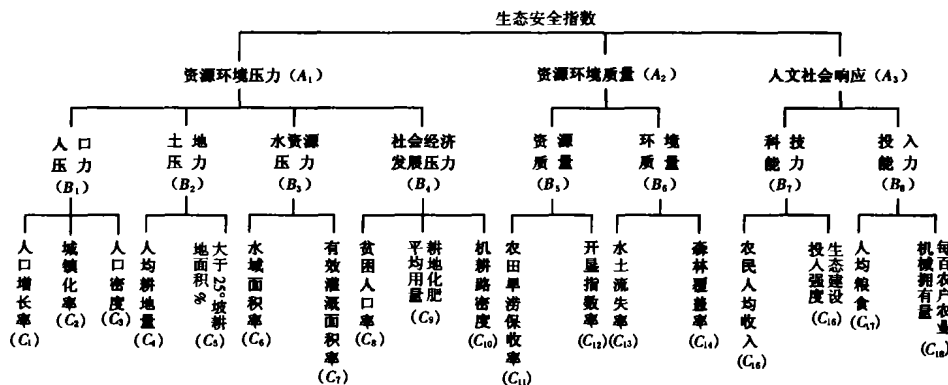 生态安全指数
资源环境压力(A₁)
资源环境质量(A₂)
人文社会响应(A₃)
人口压力(B₁)
土地压力(B₂)
水资源压力(B₃)
社会经济发展压力(B₄)
资源质量(B₅)
环境质量(B₆)
科技能力(B₇)
投入能力(B₈)
人口增长率(C₁)
城镇化率(C₂)
人口密度(C₃)
人均耕地量(C₄)
大于25°坡耕地面积%(C₅)
水域面积率(C₆)
有效灌溉面积率(C₇)
贫困人口率(C₈)
耕地化肥平均用量(C₉)
机耕路密度(C₁₀)
农田旱涝保收率(C₁₁)
开垦指数率(C₁₂)
水土流失率(C₁₃)
森林覆盖率(C₁₄)
农民人均收入(C₁₅)
生态建设投入强度(C₁₆)
人均粮食(C₁₇)
每百农户农业机械拥有量(C₁₈)